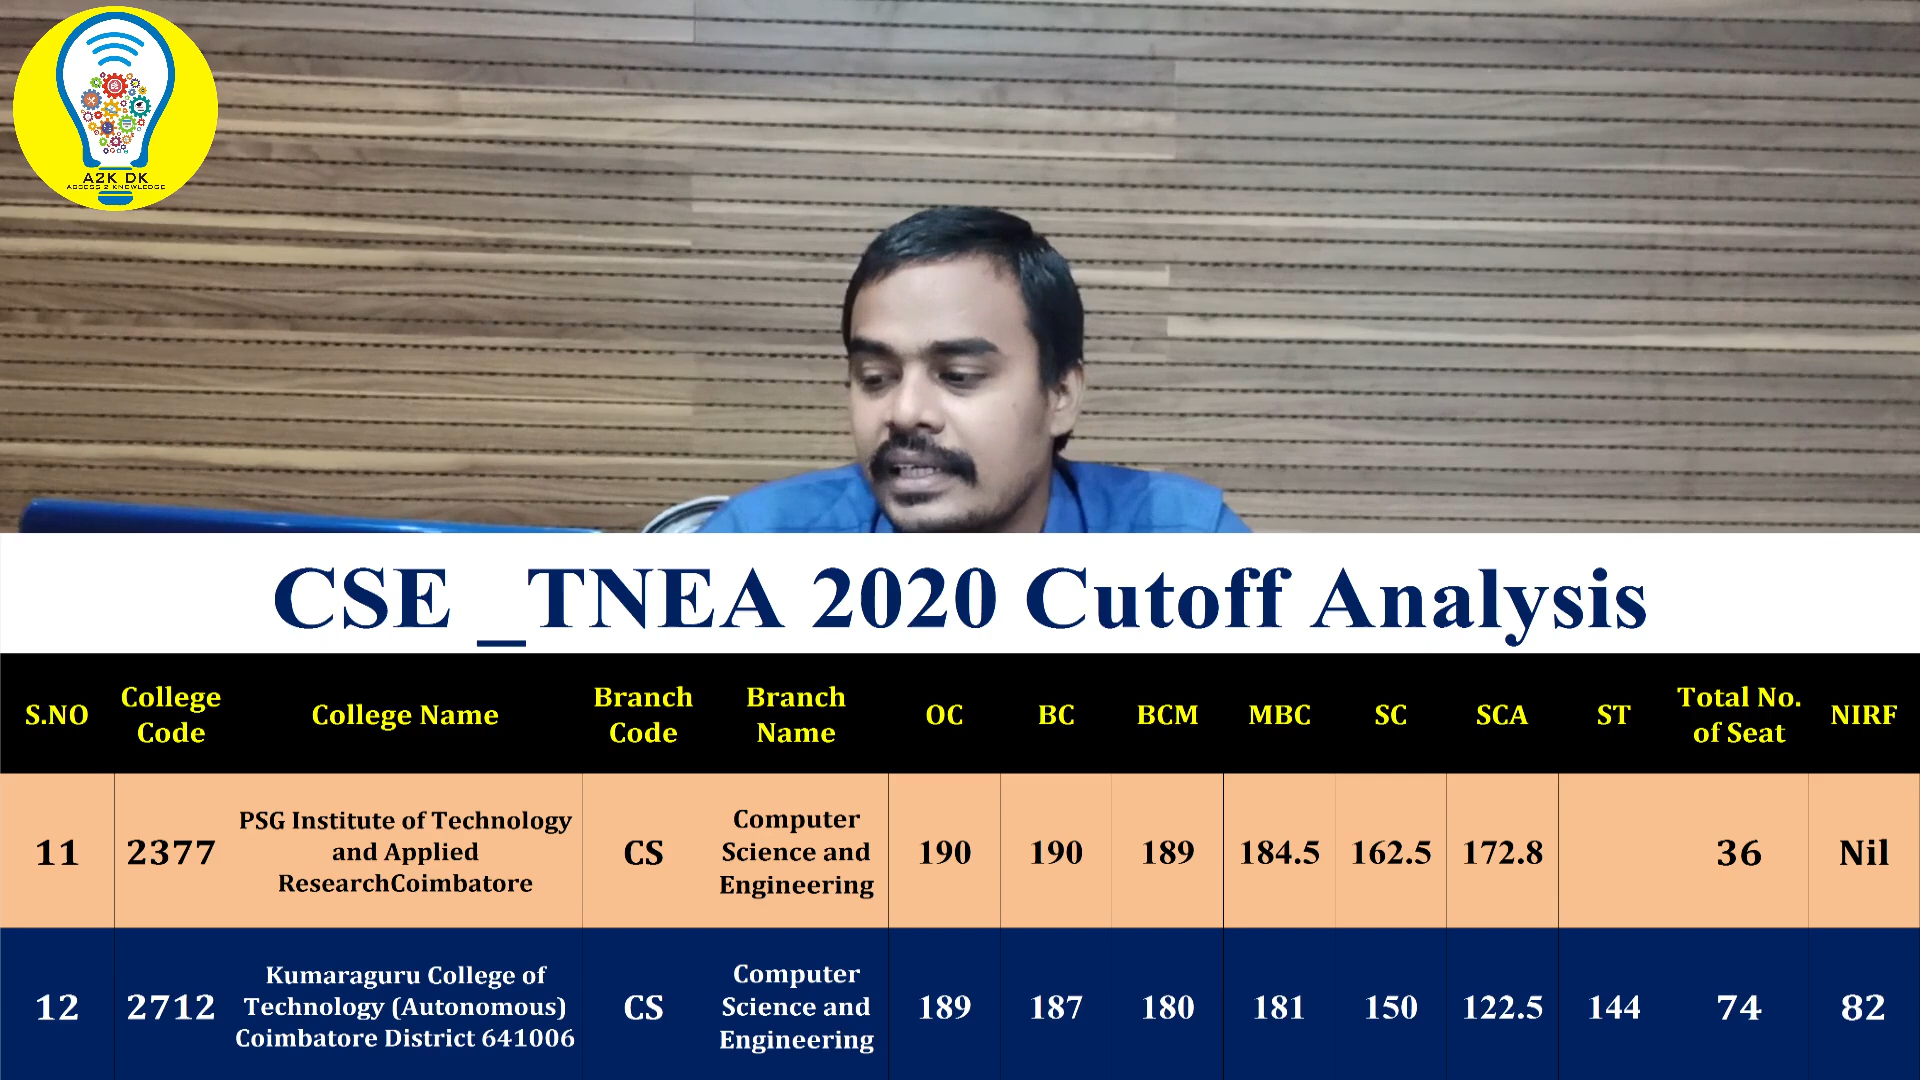 A2K DK
ACCESS 2 KNOWLEDGE
CSE _TNEA 2020 Cutoff Analysis
S.NO College Code College Name Branch Code Branch Name OC BC BCM MBC SC SCA ST Total No. of Seat NIRF
11 2377 PSG Institute of Technology and Applied ResearchCoimbatore CS Computer Science and Engineering 190 190 189 184.5 162.5 172.8 36 Nil
12 2712 Kumaraguru College of Technology (Autonomous) Coimbatore District 641006 CS Computer Science and Engineering 189 187 180 181 150 122.5 144 74 82